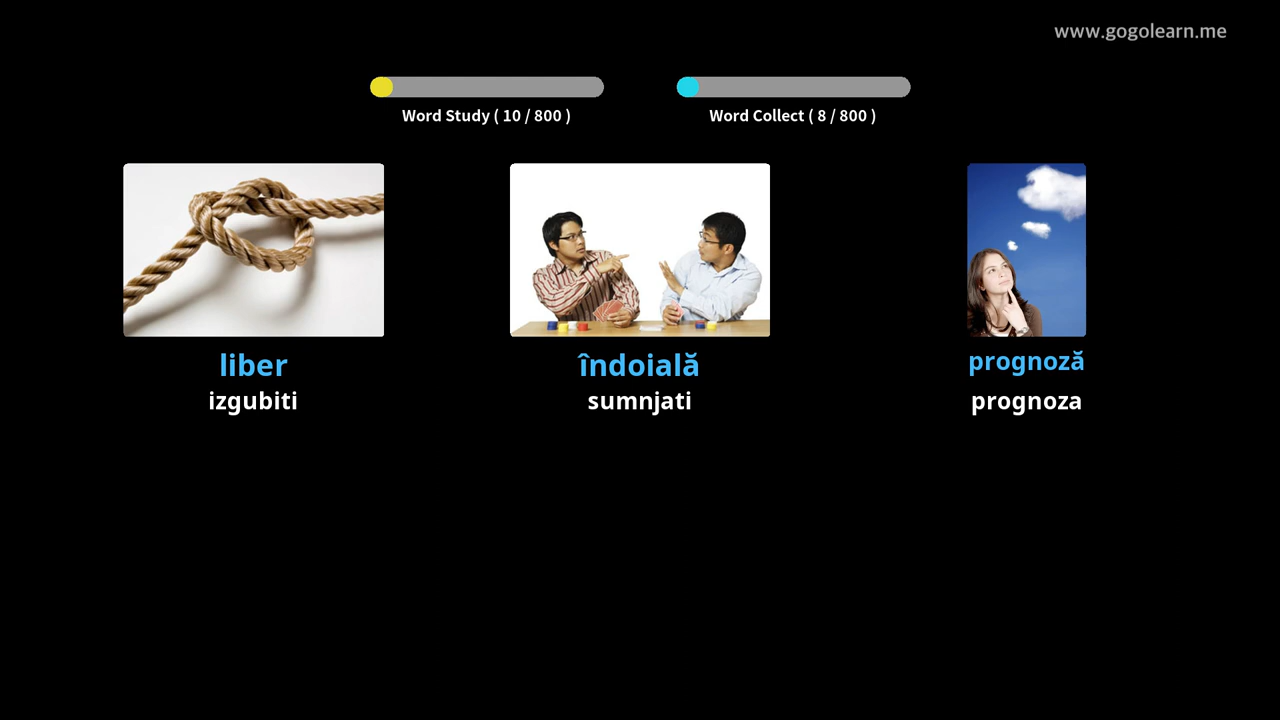 www.gogolearn.me
Word Study ( 10 / 800 )
Word Collect ( 8 / 800 )
liber
izgubiti
îndoială
sumnjati
prognoză
prognoza